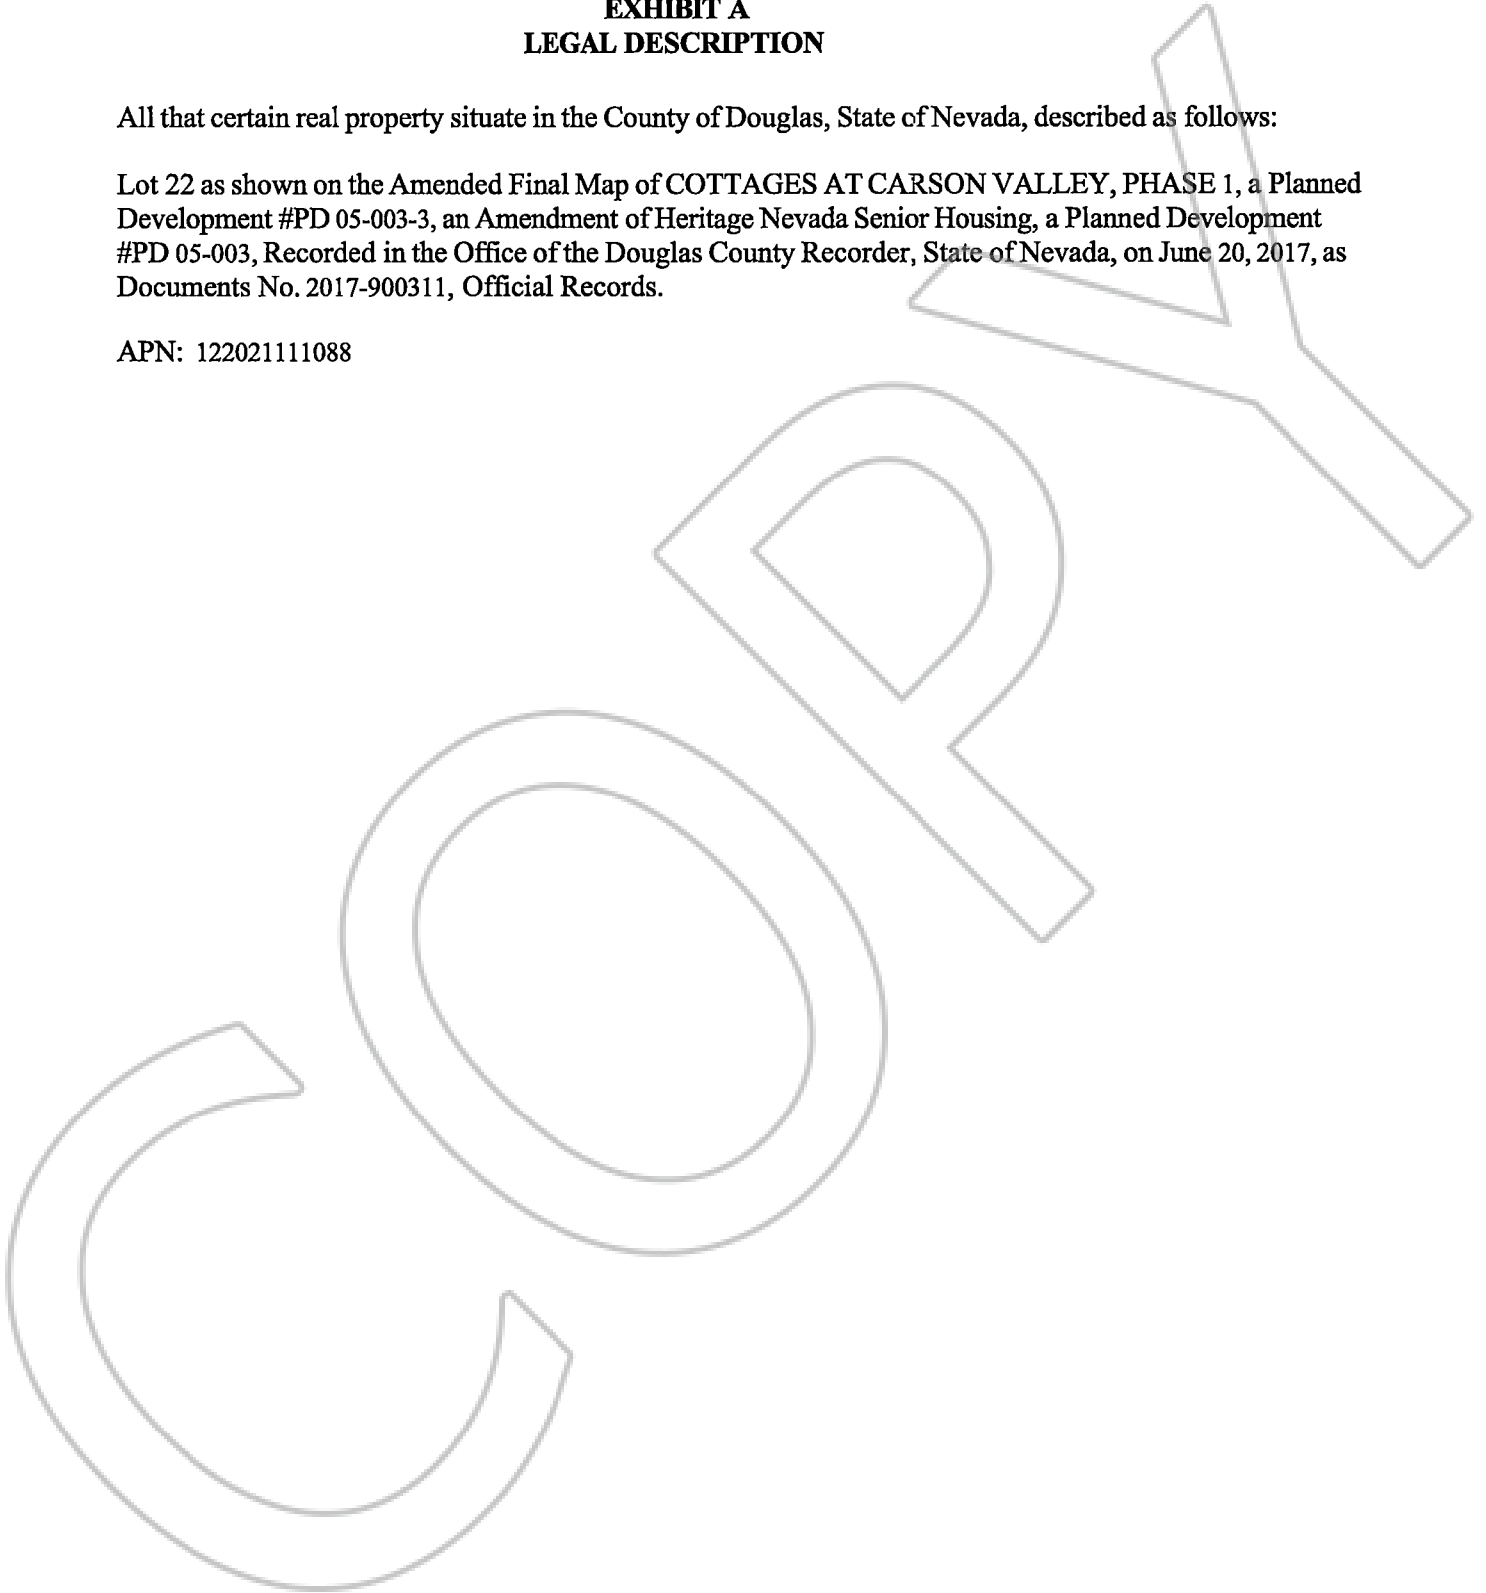 EXHIBIT A
LEGAL DESCRIPTION
All that certain real property situate in the County of Douglas, State of Nevada, described as follows:
Lot 22 as shown on the Amended Final Map of COTTAGES AT CARSON VALLEY, PHASE 1, a Planned
Development #PD 05-003-3, an Amendment of Heritage Nevada Senior Housing, a Planned Development
#PD 05-003, Recorded in the Office of the Douglas County Recorder, State of Nevada, on June 20, 2017, as
Documents No. 2017-900311, Official Records.
APN: 122021111088
COPY